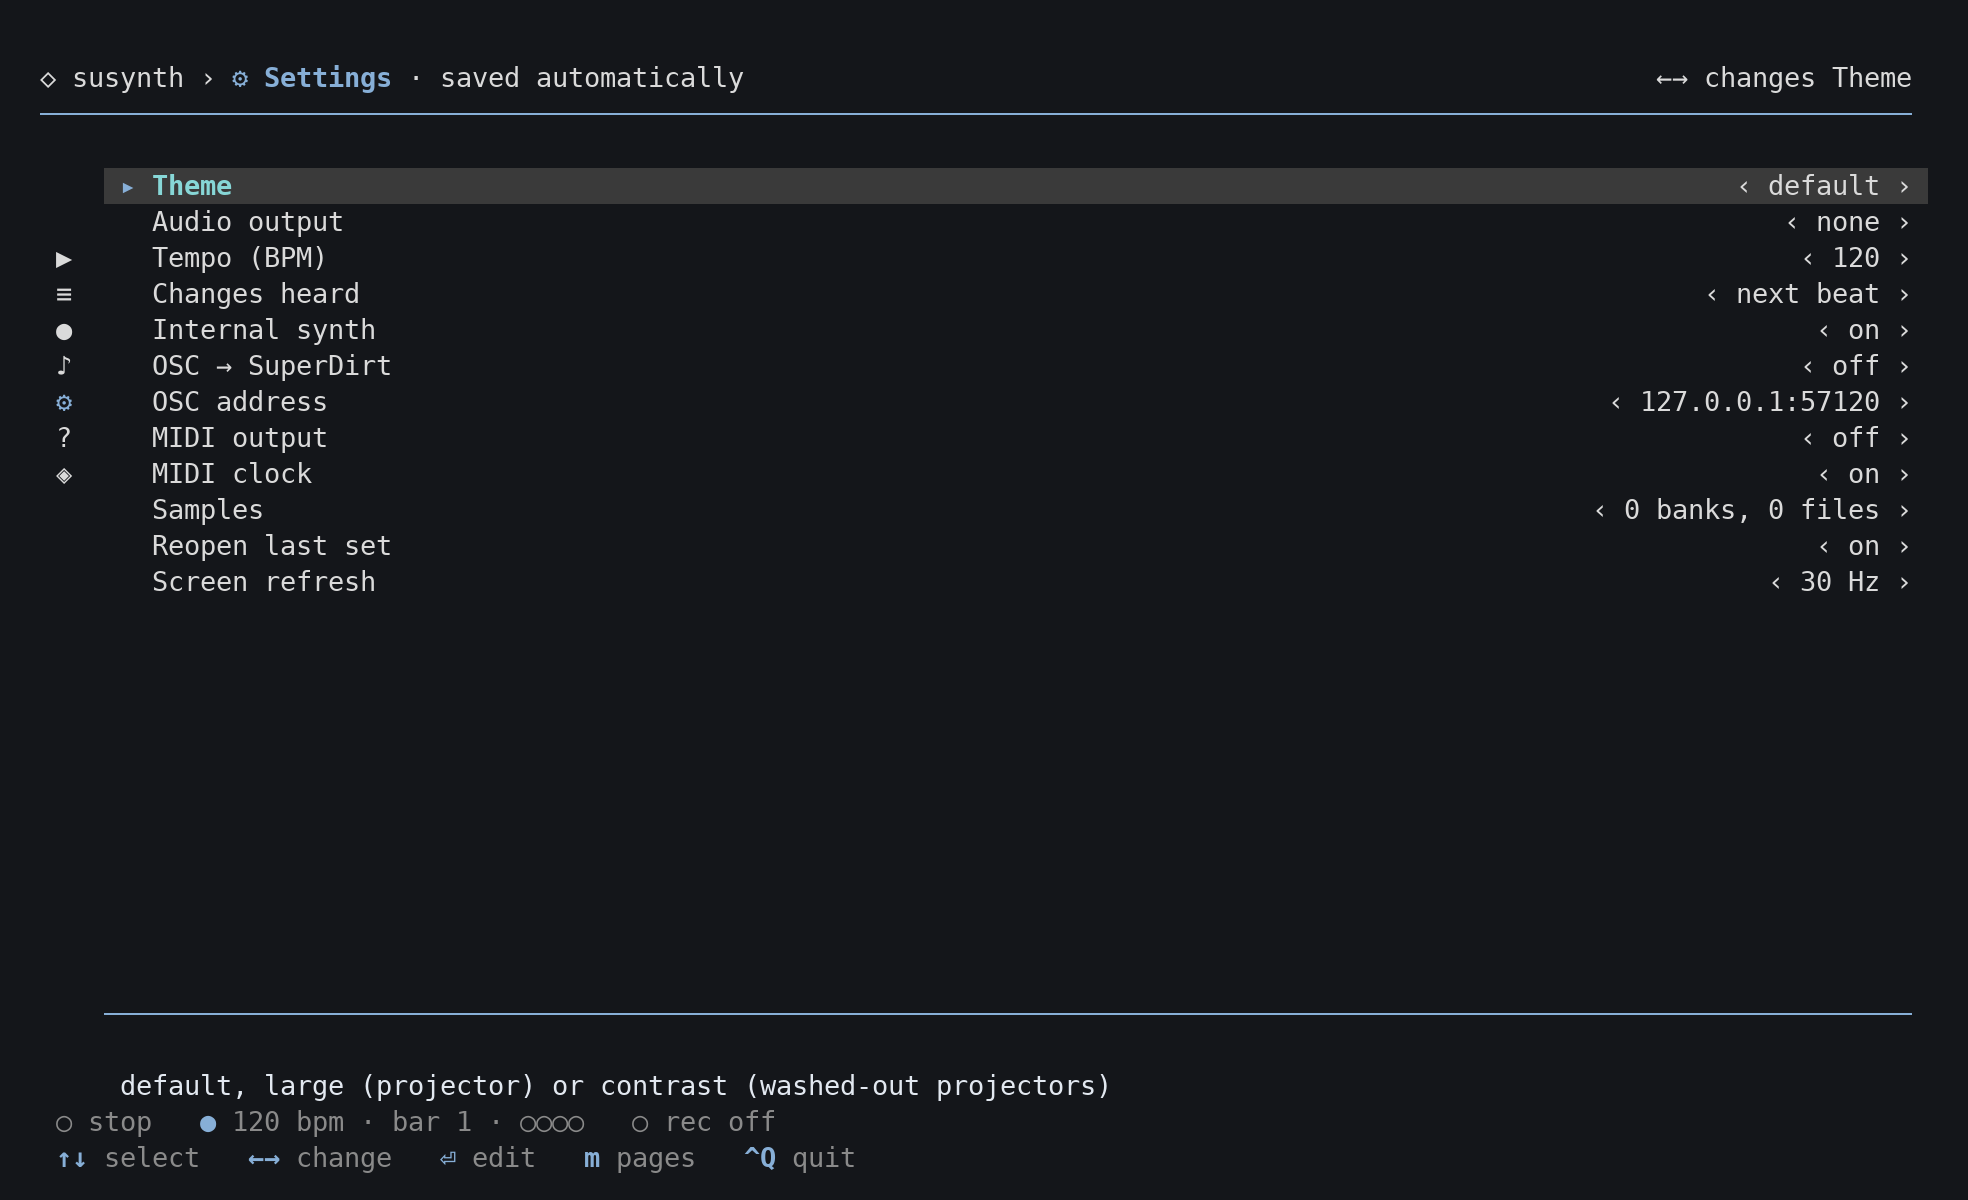 ◇ susynth › ⚙ Settings · saved automatically ←→ changes Theme
▸ Theme ‹ default ›
Audio output ‹ none ›
▶ Tempo (BPM) ‹ 120 ›
≡ Changes heard ‹ next beat ›
● Internal synth ‹ on ›
♪ OSC → SuperDirt ‹ off ›
⚙ OSC address ‹ 127.0.0.1:57120 ›
? MIDI output ‹ off ›
◈ MIDI clock ‹ on ›
Samples ‹ 0 banks, 0 files ›
Reopen last set ‹ on ›
Screen refresh ‹ 30 Hz ›
default, large (projector) or contrast (washed-out projectors)
○ stop ● 120 bpm · bar 1 · ○○○○ ○ rec off
↑↓ select ←→ change ⏎ edit m pages ^Q quit